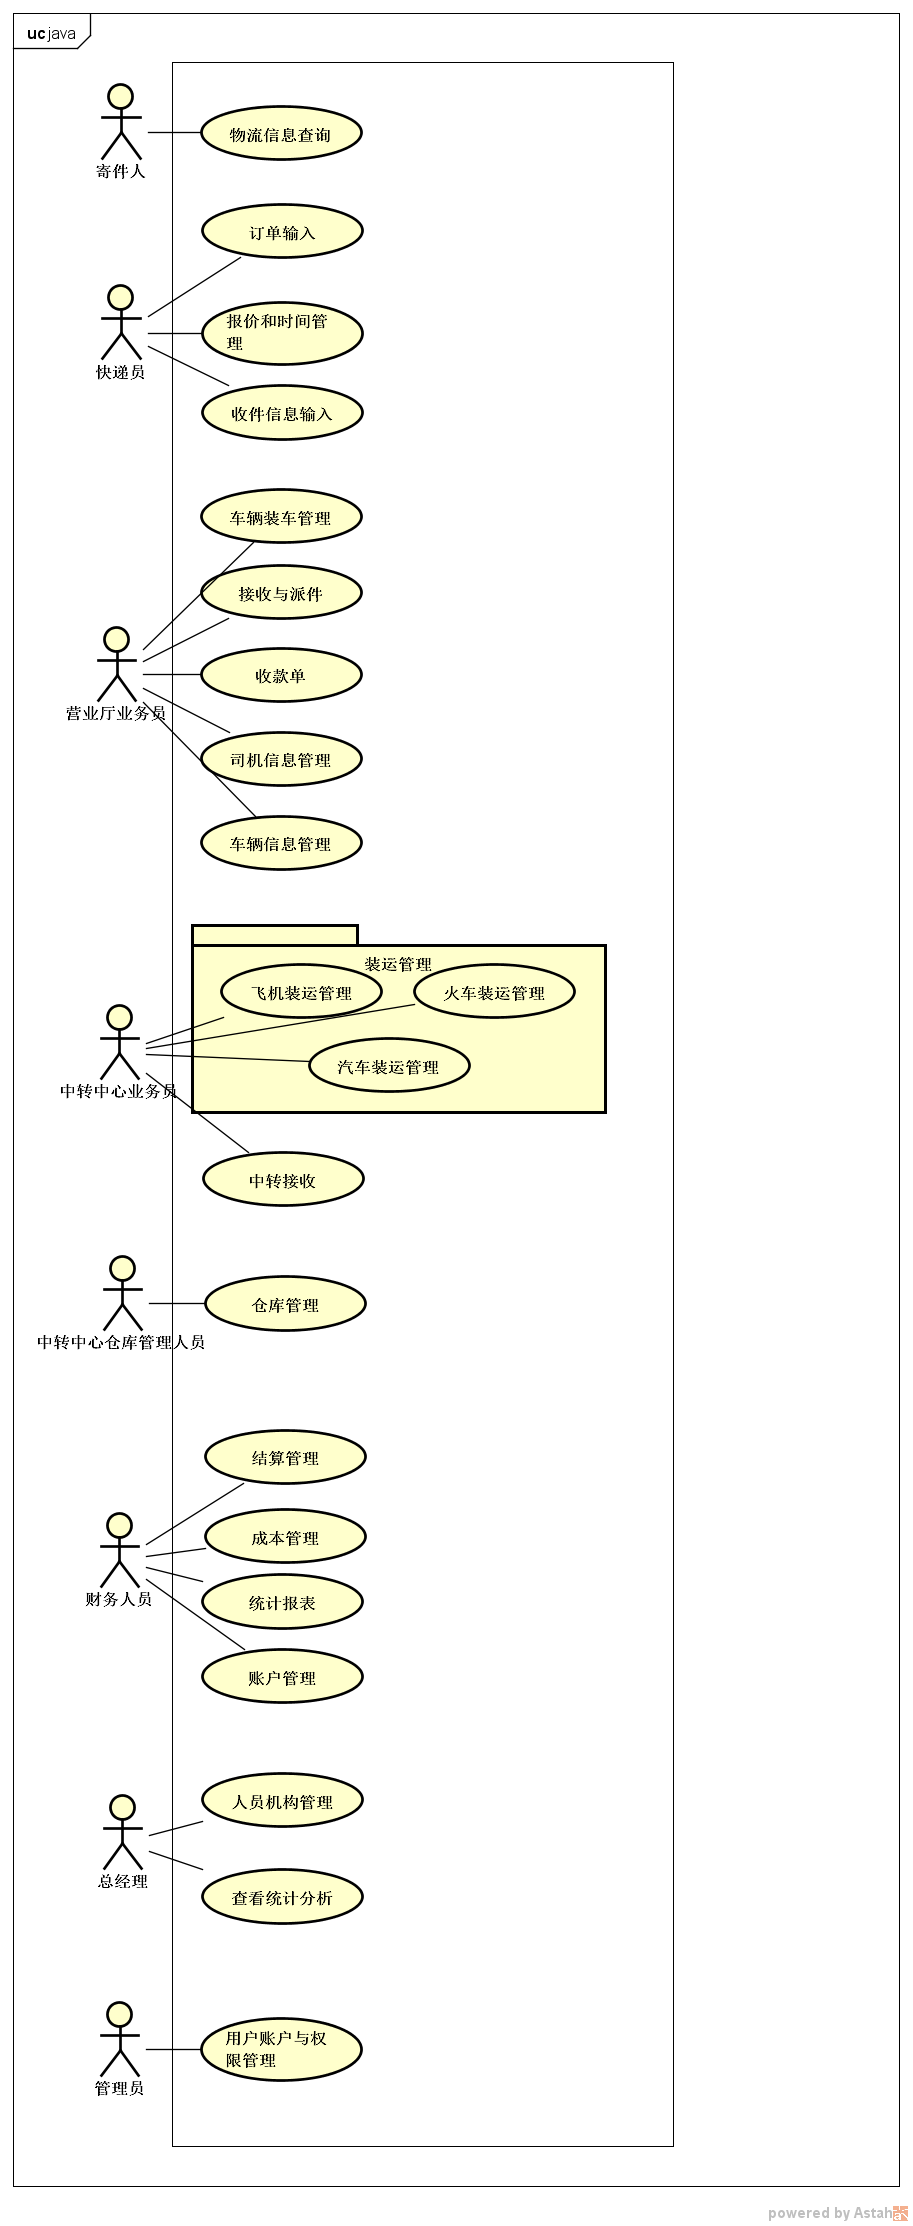 uc java
物流信息查询
寄件人
订单输入
报价和时间管
理
快递员
收件信息输入
车辆装车管理
接收与派件
收款单
营业厅业务员
司机信息管理
车辆信息管理
装运管理
飞机装运管理
火车装运管理
汽车装运管理
中转中心业务员
中转接收
仓库管理
中转中心仓库管理人员
结算管理
成本管理
财务人员
统计报表
账户管理
人员机构管理
总经理
查看统计分析
用户账户与权
限管理
管理员
powered by Astah